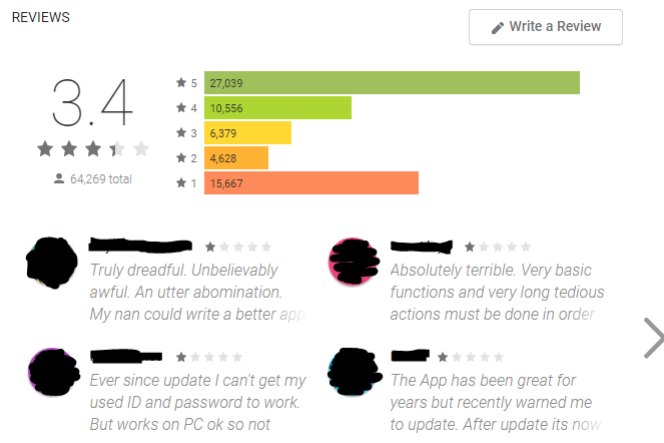 REVIEWS
Write a Review
3.4
64,269 total
5 27,039
4 10,556
3 6,379
2 4,628
1 15,667
Truly dreadful. Unbelievably
awful. An utter abomination.
My nan could write a better app
Absolutely terrible. Very basic
functions and very long tedious
actions must be done in order
Ever since update I can't get my
used ID and password to work.
But works on PC ok so not
The App has been great for
years but recently warned me
to update. After update its now